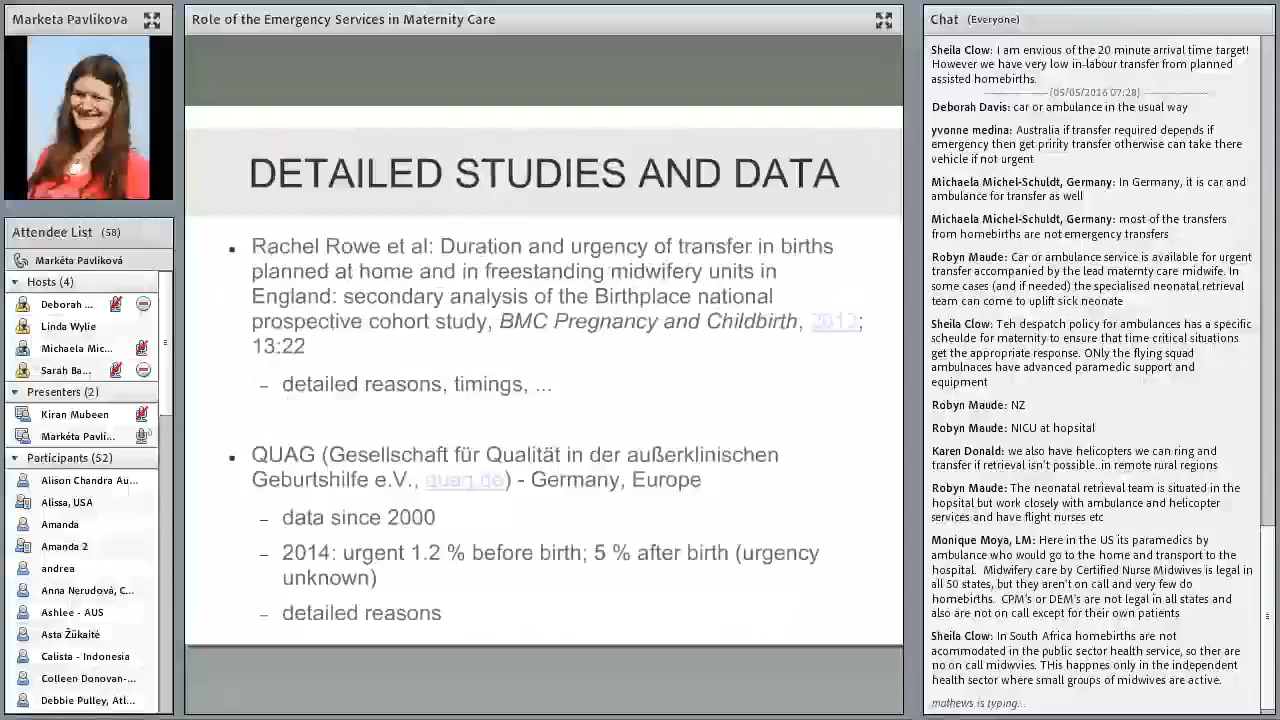 Marketa Pavlikova
Attendee List (58)
Markéta Pavlíková
Hosts (4)
Deborah ...
Linda Wylie
Michaela Mic...
Sarah Ba...
Presenters (2)
Kiran Mubeen
Markéta Pavlí...
Participants (52)
Alison Chandra Au...
Alissa, USA
Amanda
Amanda 2
andrea
Anna Nerudová, C...
Ashlee - AUS
Asta Žūkaitė
Calista - Indonesia
Colleen Donovan-...
Debbie Pulley, Atl...
Role of the Emergency Services in Maternity Care
DETAILED STUDIES AND DATA
• Rachel Rowe et al: Duration and urgency of transfer in births
planned at home and in freestanding midwifery units in
England: secondary analysis of the Birthplace national
prospective cohort study, BMC Pregnancy and Childbirth, 2013;
13:22
– detailed reasons, timings, ...
• QUAG (Gesellschaft für Qualität in der außerklinischen
Geburtshilfe e.V., quag.de) - Germany, Europe
– data since 2000
– 2014: urgent 1.2 % before birth; 5 % after birth (urgency
unknown)
– detailed reasons
Chat (Everyone)
Sheila Clow: I am envious of the 20 minute arrival time target!
However we have very low in-labour transfer from planned
assisted homebirths.
(05/05/2016 07:28)
Deborah Davis: car or ambulance in the usual way
yvonne medina: Australia if transfer required depends if
emergency then get pririty transfer otherwise can take there
vehicle if not urgent
Michaela Michel-Schuldt, Germany: In Germany, it is car and
ambulance for transfer as well
Michaela Michel-Schuldt, Germany: most of the transfers
from homebirths are not emergency transfers
Robyn Maude: Car or ambulance service is available for urgent
transfer accompanied by the lead maternity care midwife. In
some cases (and if needed) the specialised neonatal retrieval
team can come to uplift sick neonate
Sheila Clow: Teh despatch policy for ambulances has a specific
scheulde for maternity to ensure that time critical situations
get the appropriate response. ONly the flying squad
ambulnaces have advanced paramedic support and
equipment
Robyn Maude: NZ
Robyn Maude: NICU at hopsital
Karen Donald: we also have helicopters we can ring and
transfer if retrieval isn't possible..in remote rural regions
Robyn Maude: The neonatal retrieval team is situated in the
hopsital but work closely with ambulance and helicopter
services and have flight nurses etc
Monique Moya, LM: Here in the US its paramedics by
ambulance who would go to the home and transport to the
hospital. Midwifery care by Certified Nurse Midwives is legal in
all 50 states, but they aren't on call and very few do
homebirths. CPM's or DEM's are not legal in all states and
also are not on call except for their own patients
Sheila Clow: In South Africa homebirths are not
acommodated in the public sector health service, so ther are
no on call midwvies. THis happnes only in the independent
health sector where small groups of midwives are active.
mathews is typing...